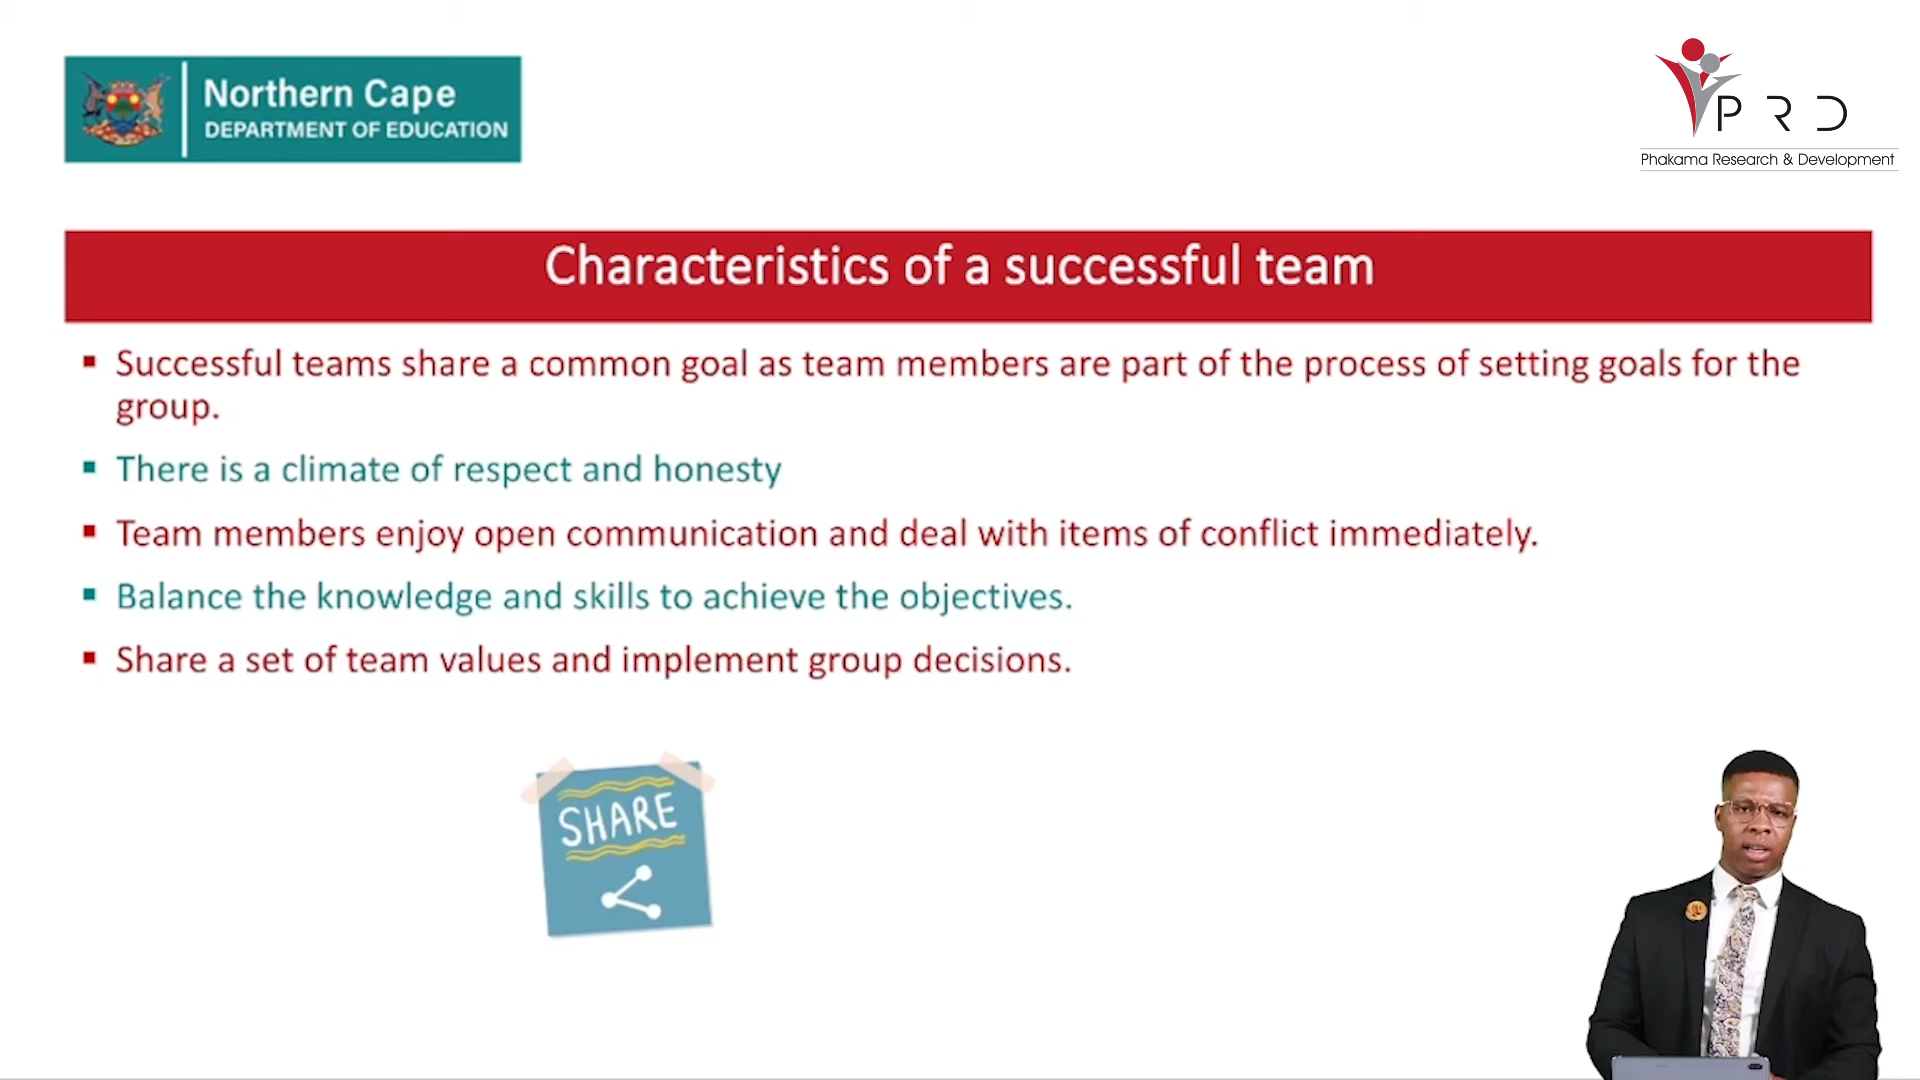 Northern Cape
DEPARTMENT OF EDUCATION
PRD
Phakama Research & Development
Characteristics of a successful team
▪ Successful teams share a common goal as team members are part of the process of setting goals for the
group.
▪ There is a climate of respect and honesty
▪ Team members enjoy open communication and deal with items of conflict immediately.
▪ Balance the knowledge and skills to achieve the objectives.
▪ Share a set of team values and implement group decisions.
SHARE